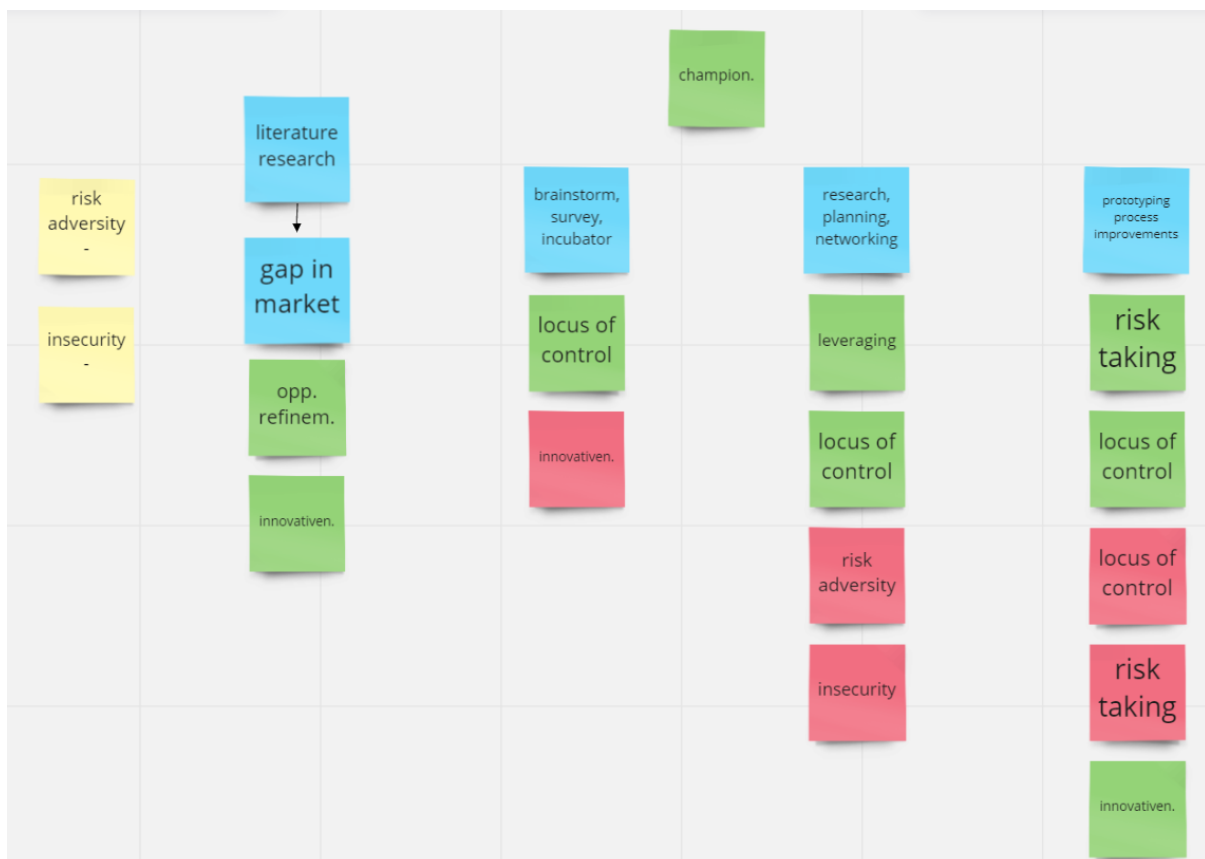 champion.
risk
adversity
-
insecurity
-
literature
research
gap in
market
opp.
refinem.
innovativen.
brainstorm,
survey,
incubator
locus of
control
innovativen.
research,
planning,
networking
leveraging
locus of
control
risk
adversity
insecurity
prototyping
process
improvements
risk
taking
locus of
control
locus of
control
risk
taking
innovativen.